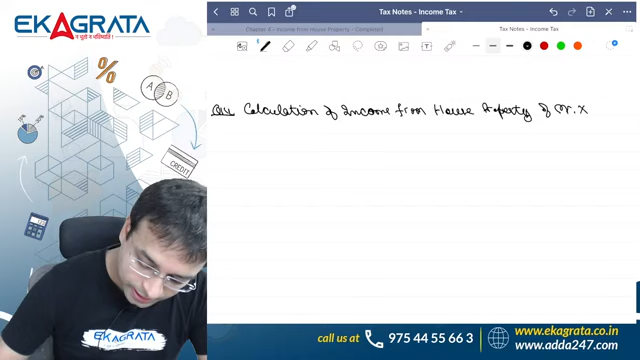 EKAGRATA
Tax Notes - Income Tax
Chapter 4 - Income from House Property - Completed
Tax Notes - Income Tax
Calculation of Income from House Property of Mr. X
%
A
B
CREDIT
EKAGRATA
call us at
975 44 55 66 3
www.ekagrata.co.in
www.adda247.com